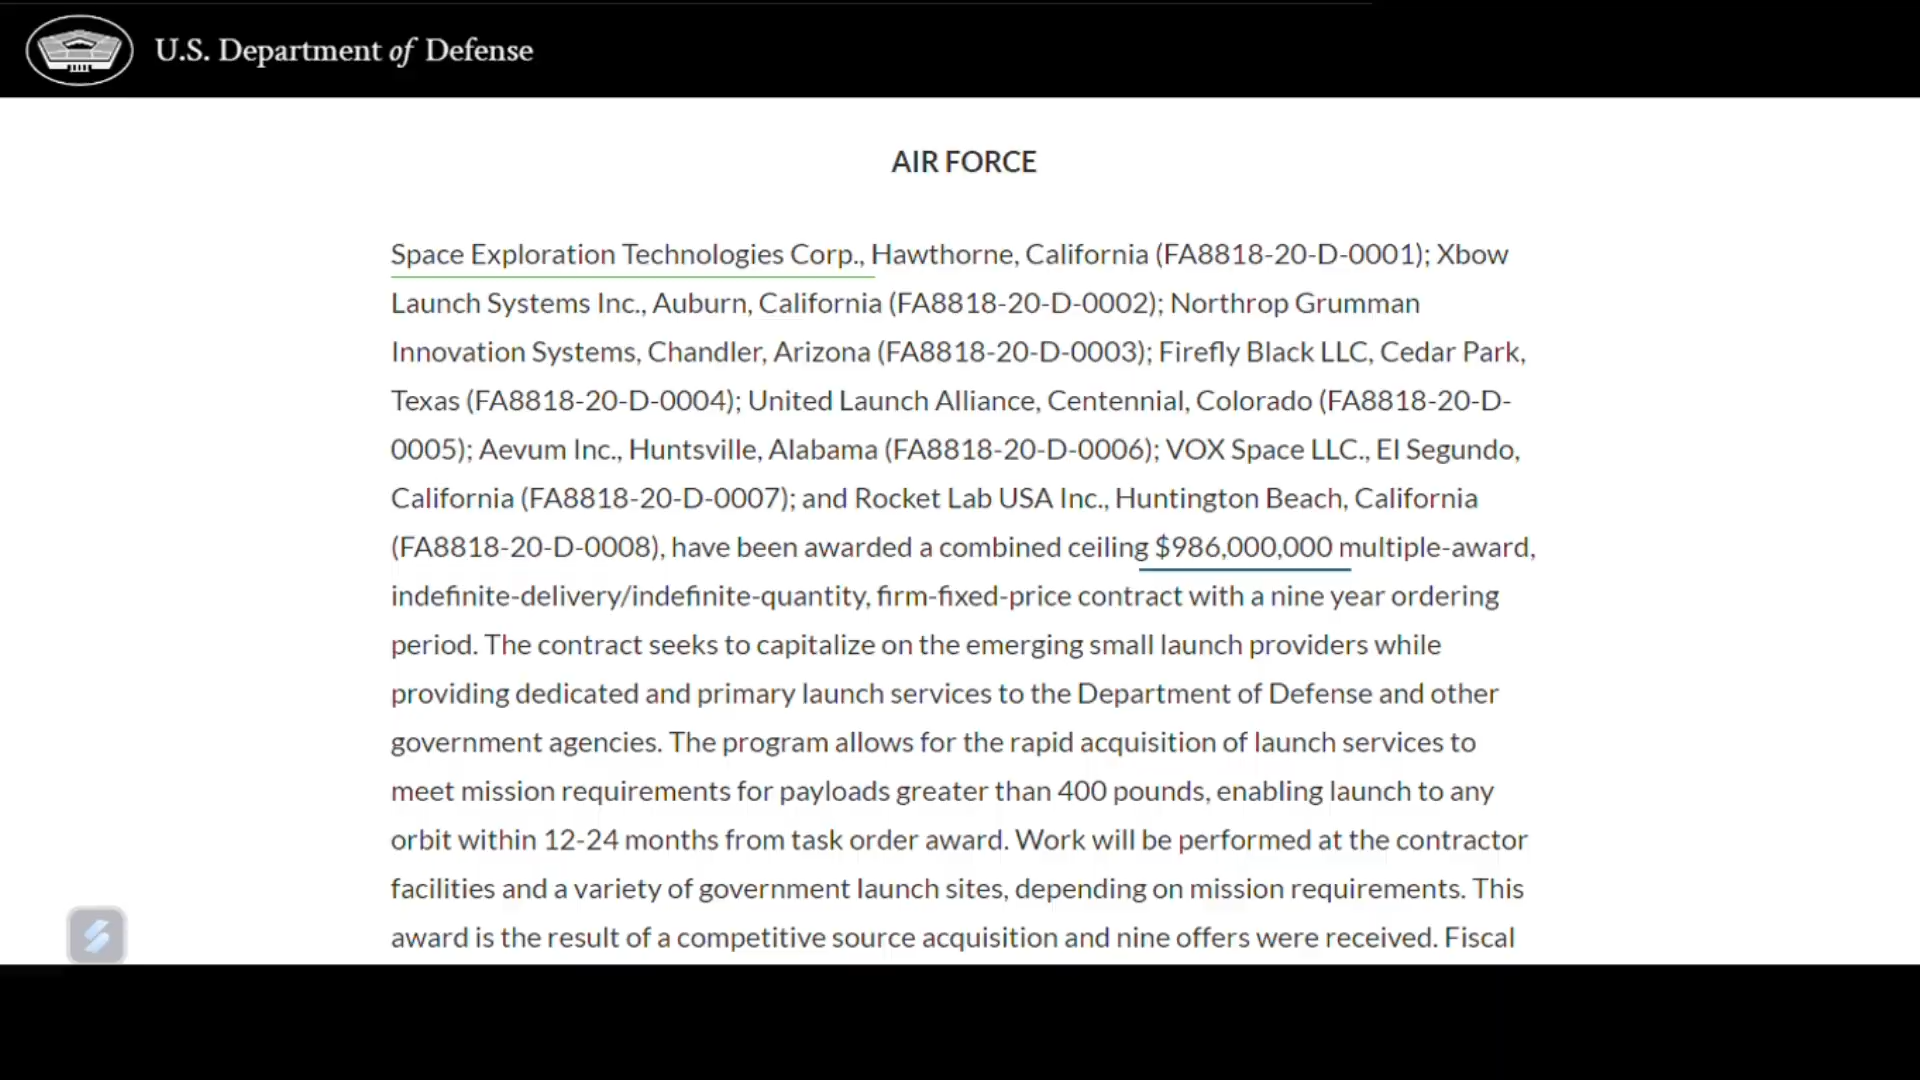 U.S. Department of Defense
AIR FORCE
Space Exploration Technologies Corp., Hawthorne, California (FA8818-20-D-0001); Xbow
Launch Systems Inc., Auburn, California (FA8818-20-D-0002); Northrop Grumman
Innovation Systems, Chandler, Arizona (FA8818-20-D-0003); Firefly Black LLC, Cedar Park,
Texas (FA8818-20-D-0004); United Launch Alliance, Centennial, Colorado (FA8818-20-D-
0005); Aevum Inc., Huntsville, Alabama (FA8818-20-D-0006); VOX Space LLC., El Segundo,
California (FA8818-20-D-0007); and Rocket Lab USA Inc., Huntington Beach, California
(FA8818-20-D-0008), have been awarded a combined ceiling $986,000,000 multiple-award,
indefinite-delivery/indefinite-quantity, firm-fixed-price contract with a nine year ordering
period. The contract seeks to capitalize on the emerging small launch providers while
providing dedicated and primary launch services to the Department of Defense and other
government agencies. The program allows for the rapid acquisition of launch services to
meet mission requirements for payloads greater than 400 pounds, enabling launch to any
orbit within 12-24 months from task order award. Work will be performed at the contractor
facilities and a variety of government launch sites, depending on mission requirements. This
award is the result of a competitive source acquisition and nine offers were received. Fiscal